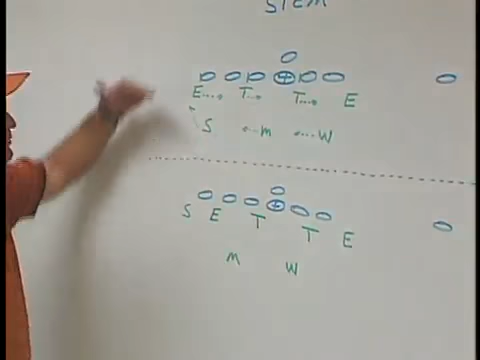 STEM
E T T E
S M W
S E T T E
M W